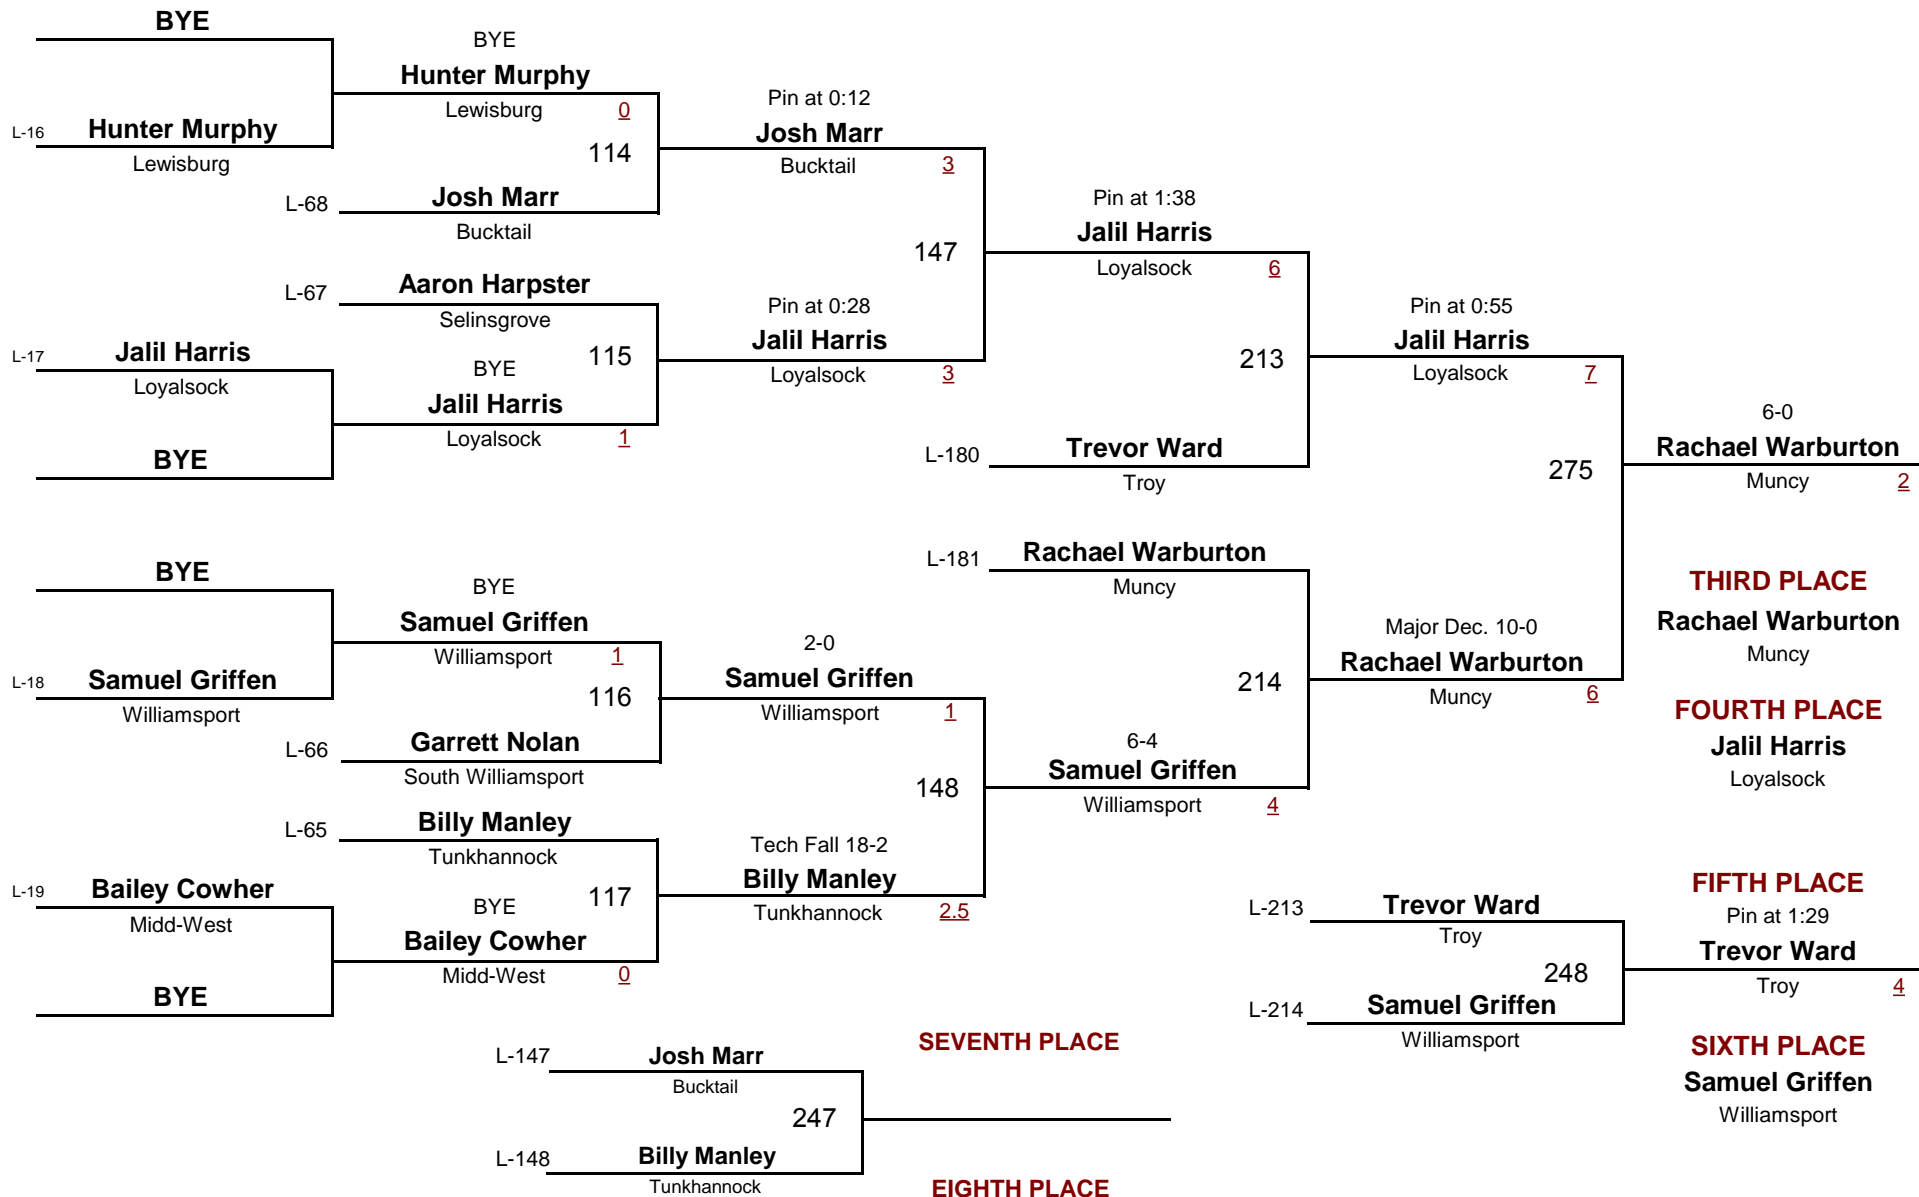 BYE
L-16 Hunter Murphy
Lewisburg
BYE
Hunter Murphy
Lewisburg 0
114
L-68 Josh Marr
Bucktail
Pin at 0:12
Josh Marr
Bucktail 3
L-67 Aaron Harpster
Selinsgrove
L-17 Jalil Harris
Loyalsock
BYE
BYE
Jalil Harris
Loyalsock 1
115
Pin at 0:28
Jalil Harris
Loyalsock 3
147
Pin at 1:38
Jalil Harris
Loyalsock 6
L-180 Trevor Ward
Troy
213
Pin at 0:55
Jalil Harris
Loyalsock 7
275
6-0
Rachael Warburton
Muncy 2
BYE
L-18 Samuel Griffen
Williamsport
BYE
Samuel Griffen
Williamsport 1
116
L-66 Garrett Nolan
South Williamsport
2-0
Samuel Griffen
Williamsport 1
L-65 Billy Manley
Tunkhannock
L-19 Bailey Cowher
Midd-West
BYE
BYE
Bailey Cowher
Midd-West 0
117
Tech Fall 18-2
Billy Manley
Tunkhannock 2.5
148
L-181 Rachael Warburton
Muncy
6-4
Samuel Griffen
Williamsport 4
214
Major Dec. 10-0
Rachael Warburton
Muncy 6
THIRD PLACE
Rachael Warburton
Muncy
FOURTH PLACE
Jalil Harris
Loyalsock
L-213 Trevor Ward
Troy
248
L-214 Samuel Griffen
Williamsport
FIFTH PLACE
Pin at 1:29
Trevor Ward
Troy 4
SIXTH PLACE
Samuel Griffen
Williamsport
SEVENTH PLACE
L-147 Josh Marr
Bucktail
247
L-148 Billy Manley
Tunkhannock
EIGHTH PLACE